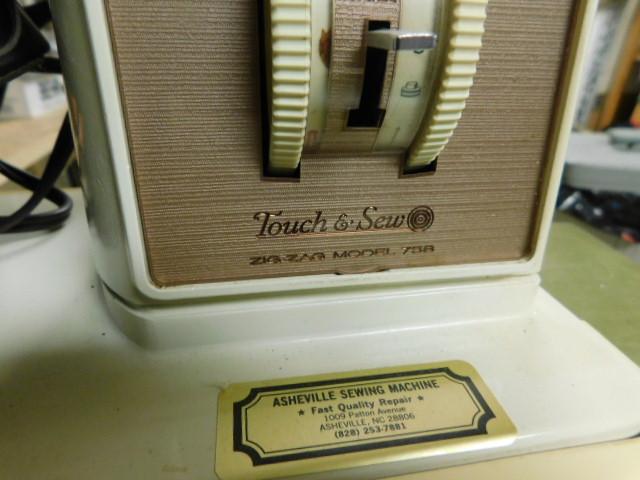 Touch & Sew
ZIG-ZAG MODEL 758
ASHEVILLE SEWING MACHINE
★ Fast Quality Repair ★
1009 Patton Avenue
ASHEVILLE, NC 28806
(828) 253-7881